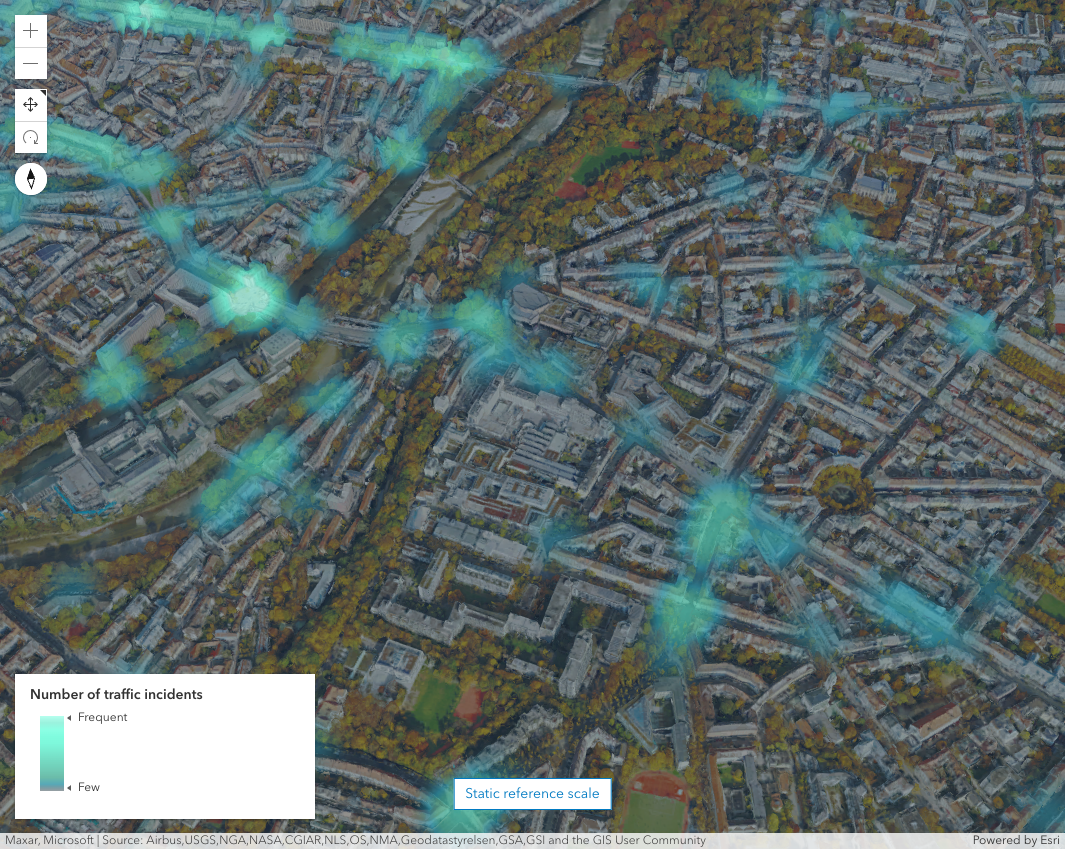 Number of traffic incidents
Frequent
Few
Static reference scale
Maxar, Microsoft | Source: Airbus,USGS,NGA,NASA,CGIAR,NLS,OS,NMA,Geodatastyrelsen,GSA,GSI and the GIS User Community
Powered by Esri